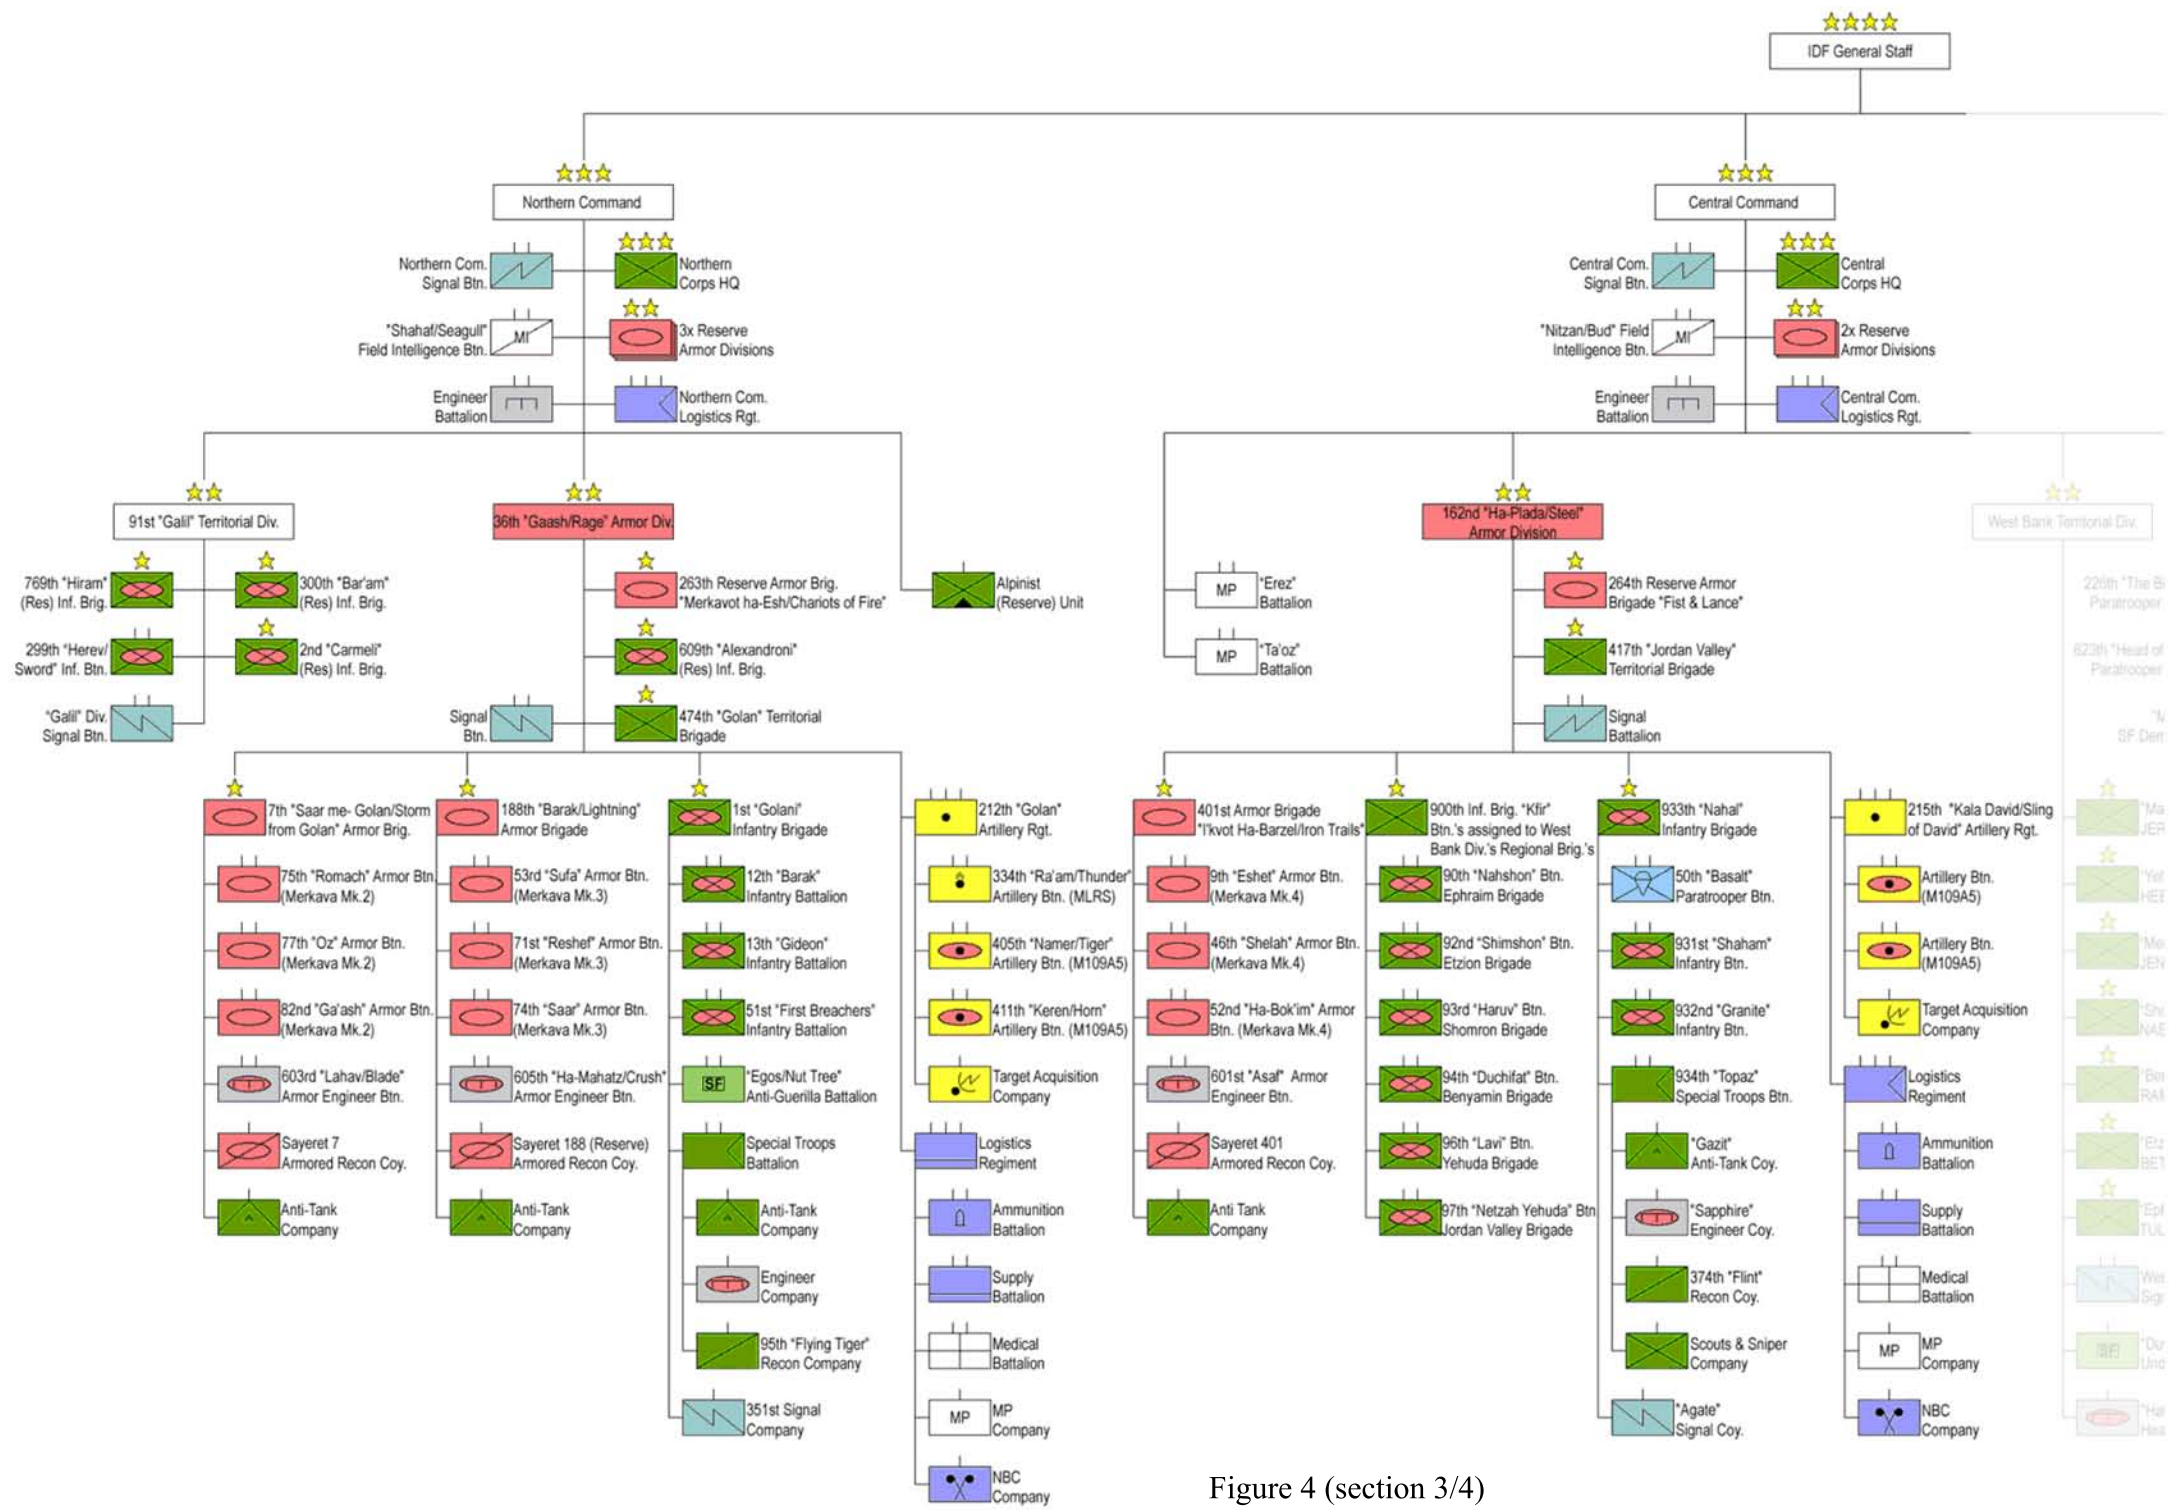 IDF General Staff
Northern Command
Northern Com.
Signal Btn.
Northern
Corps HQ
"Shahaf/Seagull"
Field Intelligence Btn.
MI
3x Reserve
Armor Divisions
Engineer
Battalion
Northern Com.
Logistics Rgt.
Central Command
Central Com.
Signal Btn.
Central
Corps HQ
"Nitzan/Bud" Field
Intelligence Btn.
MI
2x Reserve
Armor Divisions
Engineer
Battalion
Central Com.
Logistics Rgt.
91st "Galil" Territorial Div.
769th "Hiram"
(Res) Inf. Brig.
300th "Bar'am"
(Res) Inf. Brig.
299th "Herev/
Sword" Inf. Btn.
2nd "Carmeli"
(Res) Inf. Brig.
"Galil" Div.
Signal Btn.
36th "Gaash/Rage" Armor Div.
263th Reserve Armor Brig.
"Merkavot ha-Esh/Chariots of Fire"
609th "Alexandroni"
(Res) Inf. Brig.
Signal
Btn.
474th "Golan" Territorial
Brigade
Alpinist
(Reserve) Unit
MP
"Erez"
Battalion
MP
"Ta'oz"
Battalion
162nd "Ha-Plada/Steel"
Armor Division
264th Reserve Armor
Brigade "Fist & Lance"
417th "Jordan Valley"
Territorial Brigade
Signal
Battalion
West Bank Territorial Div.
226th "The
Paratrooper
623th "Head of
Paratrooper
7th "Saar me- Golan/Storm
from Golan" Armor Brig.
75th "Romach" Armor Btn.
(Merkava Mk.2)
77th "Oz" Armor Btn.
(Merkava Mk.2)
82nd "Ga'ash" Armor Btn.
(Merkava Mk.2)
603rd "Lahav/Blade"
Armor Engineer Btn.
Sayeret 7
Armored Recon Coy.
Anti-Tank
Company
188th "Barak/Lightning"
Armor Brigade
53rd "Sufa" Armor Btn.
(Merkava Mk.3)
71st "Reshef" Armor Btn.
(Merkava Mk.3)
74th "Saar" Armor Btn.
(Merkava Mk.3)
605th "Ha-Mahatz/Crush"
Armor Engineer Btn.
Sayeret 188 (Reserve)
Armored Recon Coy.
Anti-Tank
Company
1st "Golani"
Infantry Brigade
12th "Barak"
Infantry Battalion
13th "Gideon"
Infantry Battalion
51st "First Breachers"
Infantry Battalion
SF
"Egos/Nut Tree"
Anti-Guerilla Battalion
Special Troops
Battalion
Anti-Tank
Company
Engineer
Company
95th "Flying Tiger"
Recon Company
351st Signal
Company
212th "Golan"
Artillery Rgt.
334th "Ra'am/Thunder"
Artillery Btn. (MLRS)
405th "Namer/Tiger"
Artillery Btn. (M109A5)
411th "Keren/Horn"
Artillery Btn. (M109A5)
Target Acquisition
Company
Logistics
Regiment
Ammunition
Battalion
Supply
Battalion
Medical
Battalion
MP
MP
Company
NBC
Company
401st Armor Brigade
"I'kvot Ha-Barzel/Iron Trails"
9th "Eshet" Armor Btn.
(Merkava Mk.4)
46th "Shelah" Armor Btn.
(Merkava Mk.4)
52nd "Ha-Bok'im" Armor
Btn. (Merkava Mk.4)
601st "Asaf" Armor
Engineer Btn.
Sayeret 401
Armored Recon Coy.
Anti Tank
Company
900th Inf. Brig. "Kfir"
Btn.'s assigned to West
Bank Div.'s Regional Brig.'s
90th "Nahshon" Btn.
Ephraim Brigade
92nd "Shimshon" Btn.
Etzion Brigade
93rd "Haruv" Btn.
Shomron Brigade
94th "Duchifat" Btn.
Benyamin Brigade
96th "Lavi" Btn.
Yehuda Brigade
97th "Netzah Yehuda" Btn
Jordan Valley Brigade
933th "Nahal"
Infantry Brigade
50th "Basalt"
Paratrooper Btn.
931st "Shaham"
Infantry Btn.
932nd "Granite"
Infantry Btn.
934th "Topaz"
Special Troops Btn.
"Gazit"
Anti-Tank Coy.
"Sapphire"
Engineer Coy.
374th "Flint"
Recon Coy.
Scouts & Sniper
Company
"Agate"
Signal Coy.
215th "Kala David/Sling
of David" Artillery Rgt.
Artillery Btn.
(M109A5)
Artillery Btn.
(M109A5)
Target Acquisition
Company
Logistics
Regiment
Ammunition
Battalion
Supply
Battalion
Medical
Battalion
MP
MP
Company
NBC
Company
Figure 4 (section 3/4)